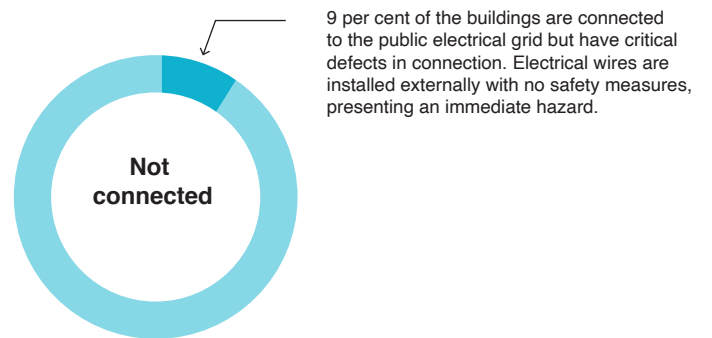 9 per cent of the buildings are connected
to the public electrical grid but have critical
defects in connection. Electrical wires are
installed externally with no safety measures,
presenting an immediate hazard.
Not
connected